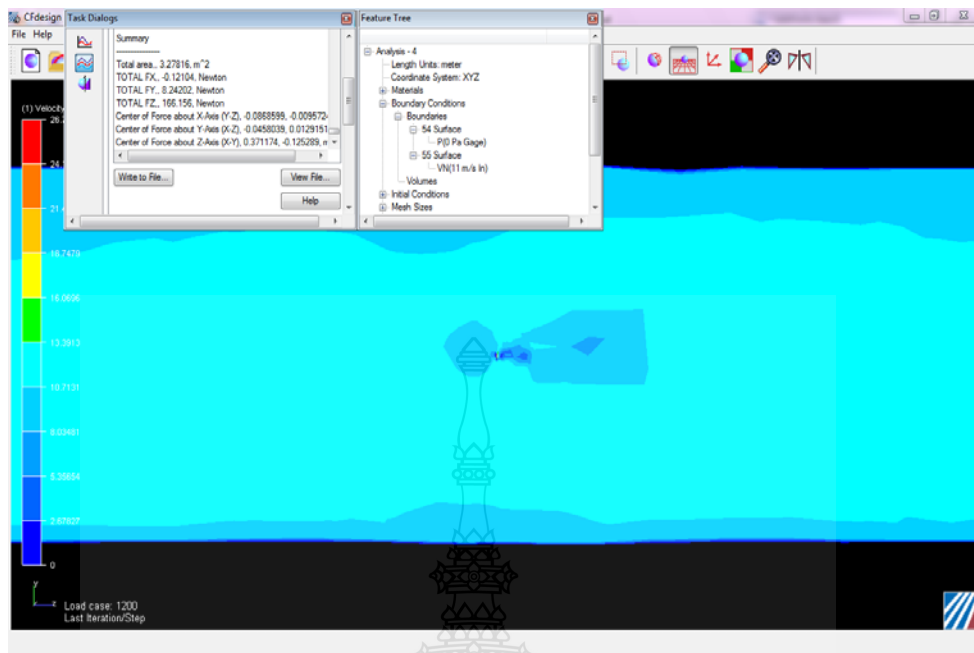 CFdesign
File Help
Task Dialogs
Summary
Total area., 3.27816, m^2
TOTAL FX., -0.12104, Newton
TOTAL FY., 8.24202, Newton
TOTAL FZ., 166.156, Newton
Center of Force about X-Axis (Y-Z), -0.0868599, -0.009572
Center of Force about Y-Axis (X-Z), -0.0458039, 0.0129151
Center of Force about Z-Axis (X-Y), 0.371174, -0.125289, m
Write to File...
View File...
Help
Feature Tree
Analysis - 4
Length Units: meter
Coordinate System: XYZ
Materials
Boundary Conditions
Boundaries
54 Surface
P(0 Pa Gage)
55 Surface
VN(11 m/s In)
Volumes
Initial Conditions
Mesh Sizes
(1) Velocity
18.7479
16.0696
13.3913
10.7131
8.03481
5.35654
2.67827
0
y
z
Load case: 1200
Last Iteration/Step